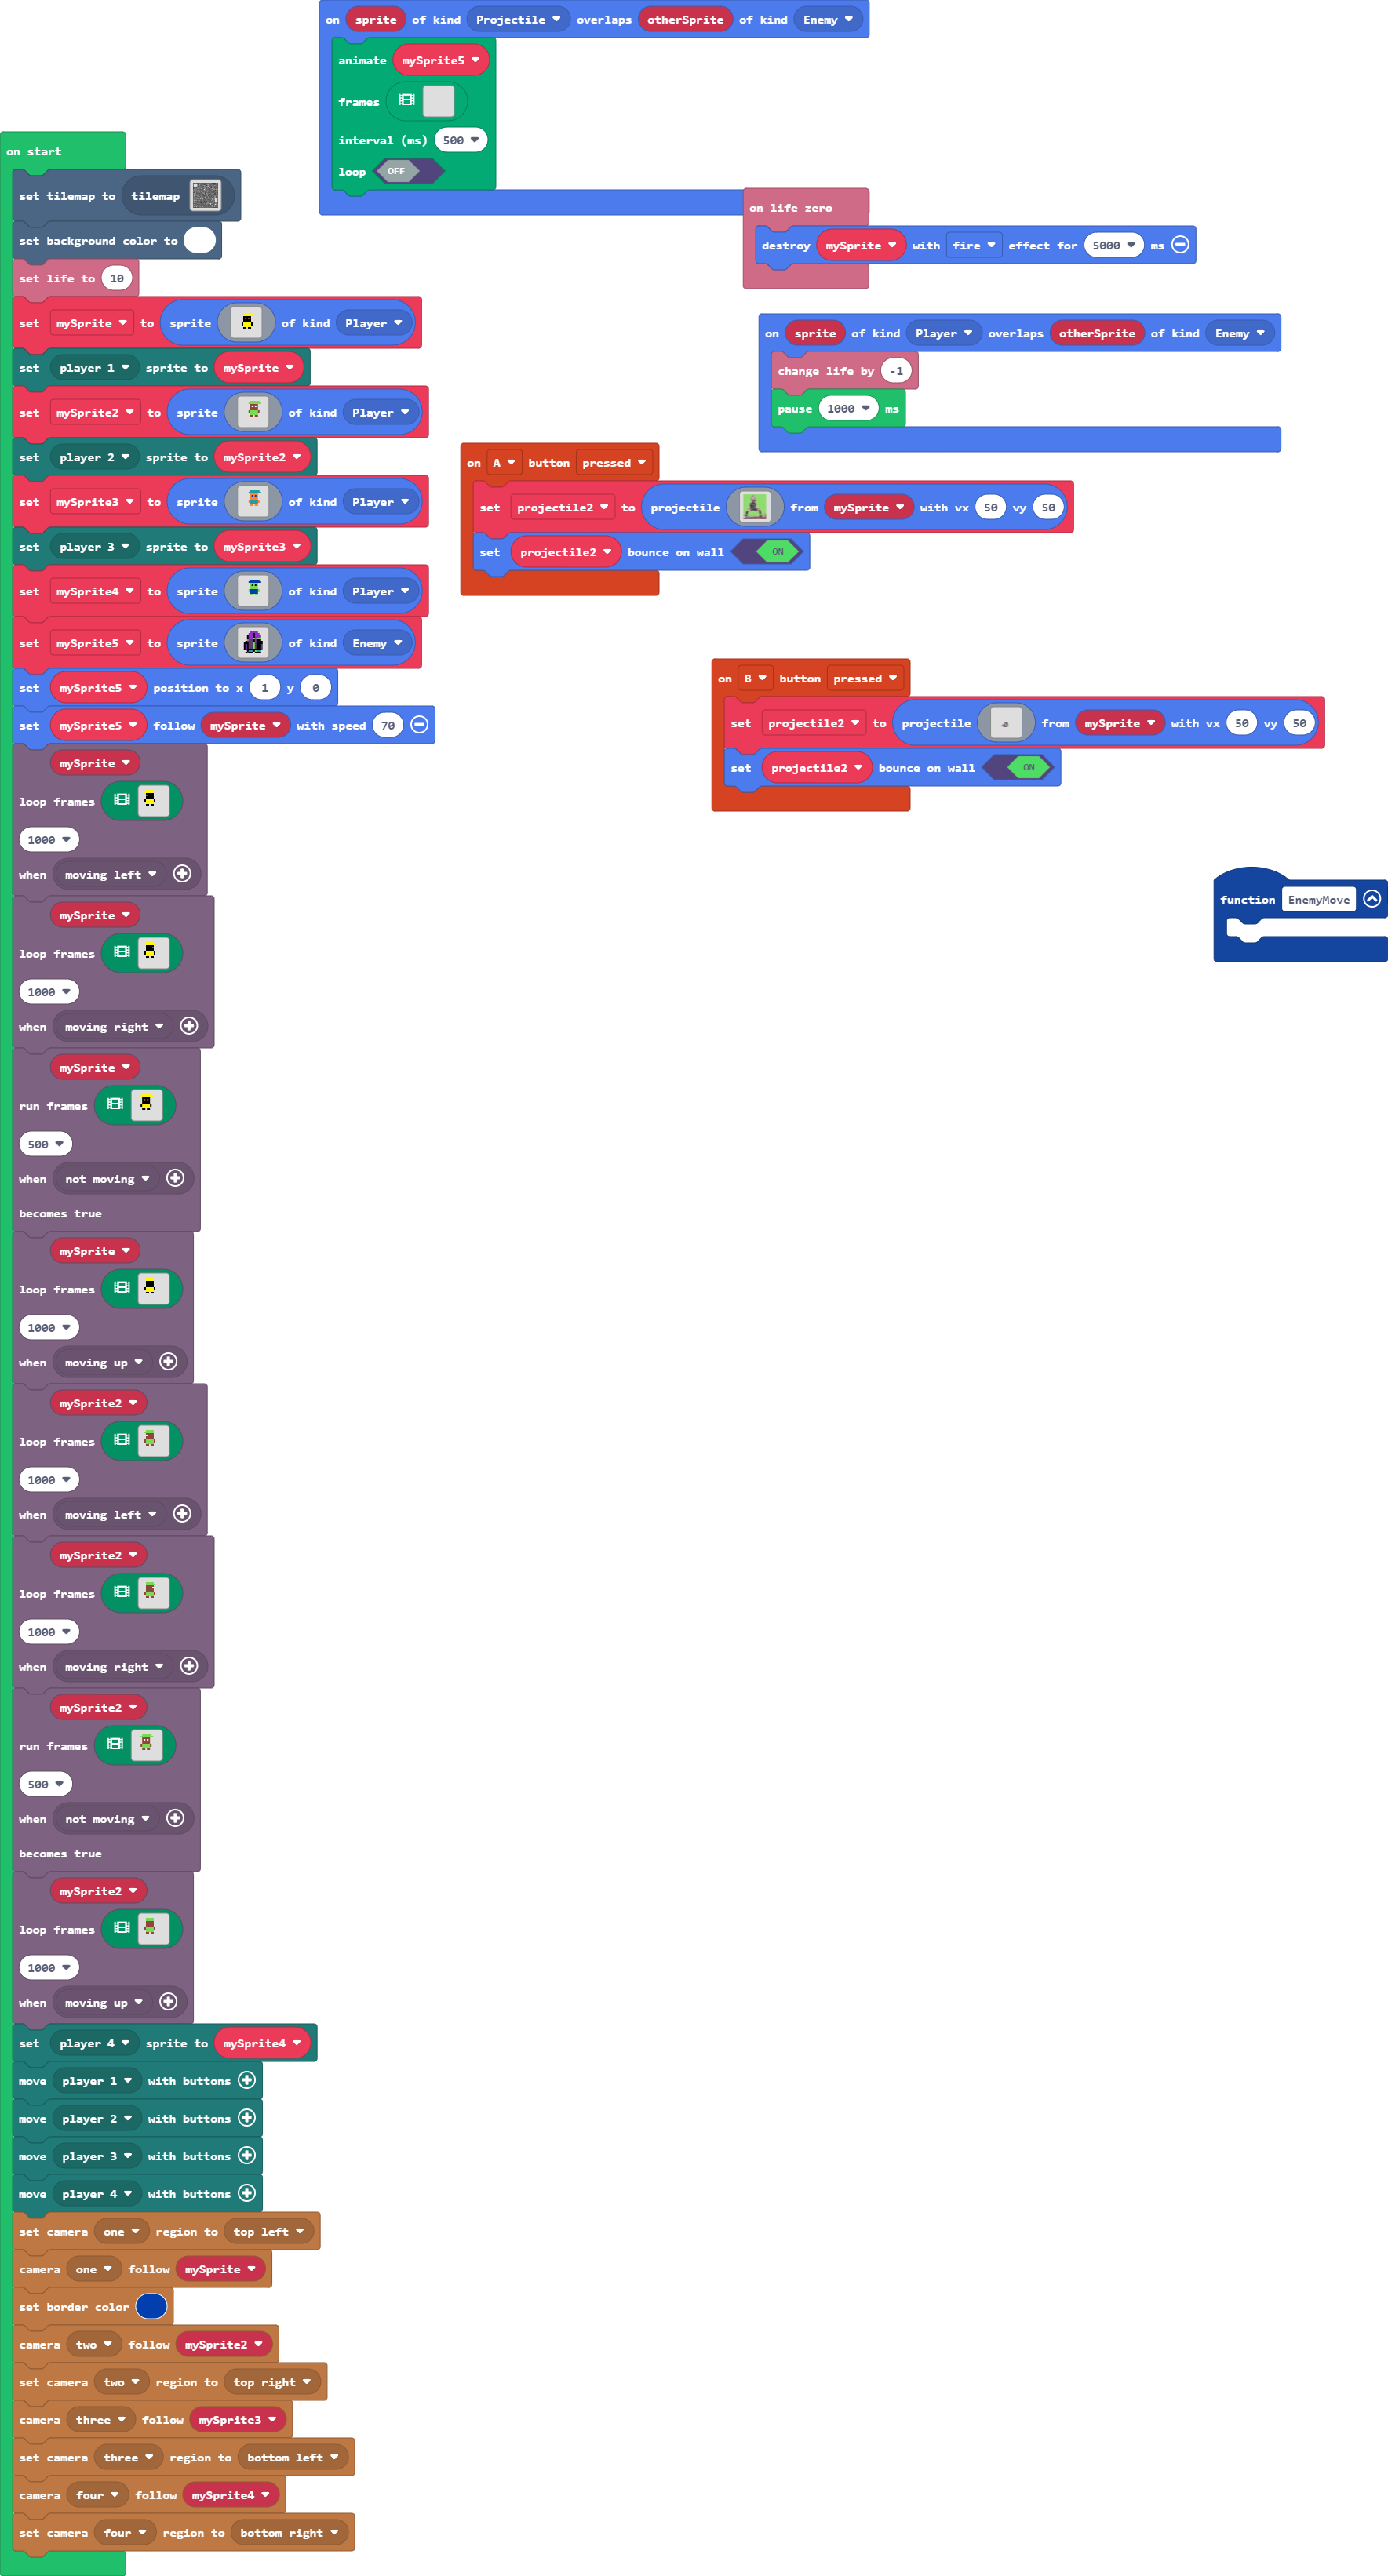 on sprite of kind Projectile overlaps otherSprite of kind Enemy
animate mySprite5
frames
interval (ms) 500
loop OFF
on start
set tilemap to tilemap
set background color to
set life to 10
set mySprite to sprite of kind Player
set player 1 sprite to mySprite
set mySprite2 to sprite of kind Player
set player 2 sprite to mySprite2
set mySprite3 to sprite of kind Player
set player 3 sprite to mySprite3
set mySprite4 to sprite of kind Player
set mySprite5 to sprite of kind Enemy
set mySprite5 position to x 1 y 0
set mySprite5 follow mySprite with speed 70
mySprite
loop frames
1000
when moving left
mySprite
loop frames
1000
when moving right
mySprite
run frames
500
when not moving
becomes true
mySprite
loop frames
1000
when moving up
mySprite2
loop frames
1000
when moving left
mySprite2
loop frames
1000
when moving right
mySprite2
run frames
500
when not moving
becomes true
mySprite2
loop frames
1000
when moving up
set player 4 sprite to mySprite4
move player 1 with buttons
move player 2 with buttons
move player 3 with buttons
move player 4 with buttons
set camera one region to top left
camera one follow mySprite
set border color
camera two follow mySprite2
set camera two region to top right
camera three follow mySprite3
set camera three region to bottom left
camera four follow mySprite4
set camera four region to bottom right
on life zero
destroy mySprite with fire effect for 5000 ms
on sprite of kind Player overlaps otherSprite of kind Enemy
change life by -1
pause 1000 ms
on A button pressed
set projectile2 to projectile from mySprite with vx 50 vy 50
set projectile2 bounce on wall ON
on B button pressed
set projectile2 to projectile from mySprite with vx 50 vy 50
set projectile2 bounce on wall ON
function EnemyMove